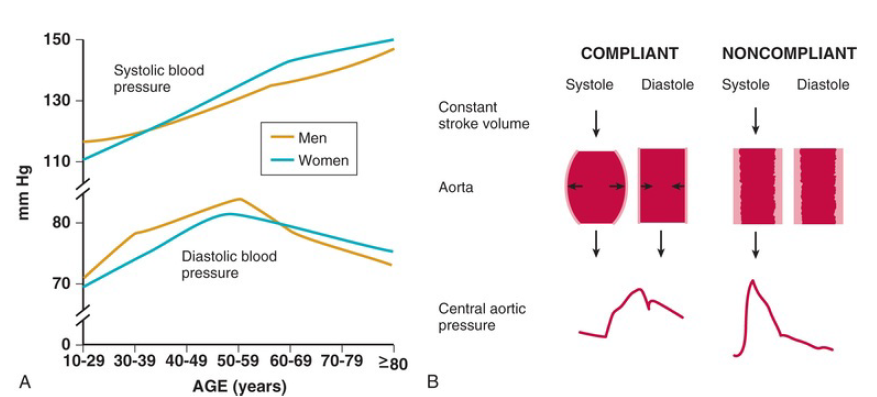 150
130
110
80
70
0
mm Hg
Systolic blood
pressure
Men
Women
Diastolic blood
pressure
10-29 30-39 40-49 50-59 60-69 70-79 ≥80
AGE (years)
A
COMPLIANT NONCOMPLIANT
Systole Diastole Systole Diastole
Constant
stroke volume
Aorta
Central aortic
pressure
B